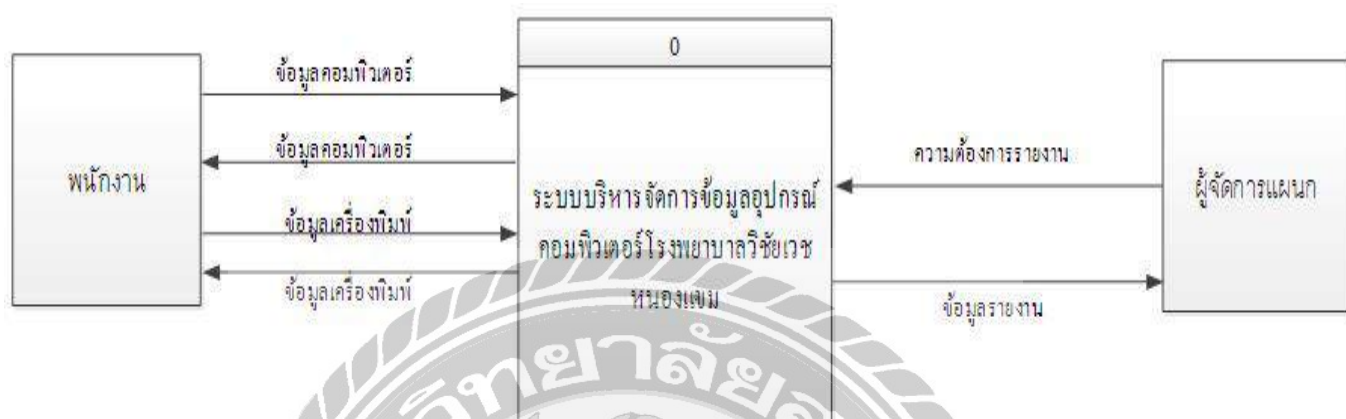 0
ข้อมูลคอมพิวเตอร์
ข้อมูลคอมพิวเตอร์
พนักงาน
ข้อมูลเครื่องพิมพ์
ข้อมูลเครื่องพิมพ์
ระบบบริหารจัดการข้อมูลอุปกรณ์
คอมพิวเตอร์โรงพยาบาลวิชัยเวช
หนองแขม
ความต้องการรายงาน
ผู้จัดการแผนก
ข้อมูลรายงาน